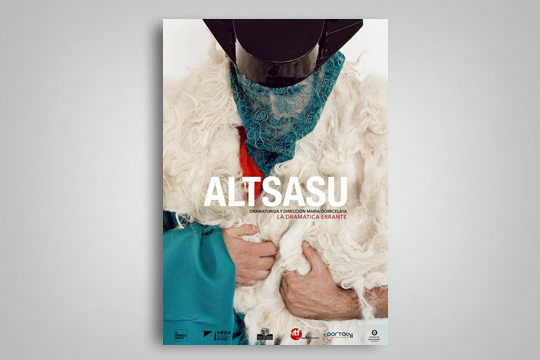 ALTSASU
DRAMATURGIA Y DIRECCIÓN MARÍA GOIRICELAYA
LA DRAMÁTICA ERRANTE